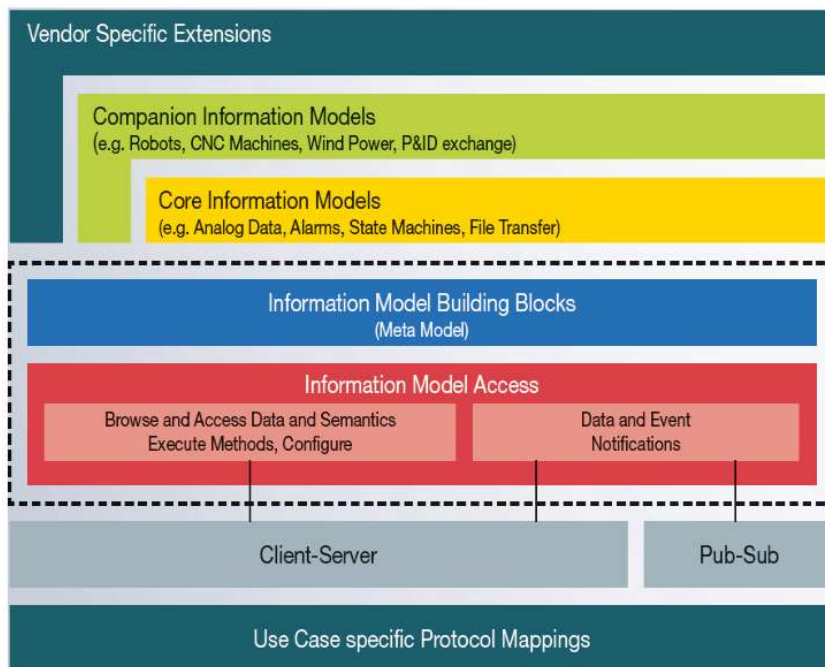 Vendor Specific Extensions
Companion Information Models
(e.g. Robots, CNC Machines, Wind Power, P&ID exchange)
Core Information Models
(e.g. Analog Data, Alarms, State Machines, File Transfer)
Information Model Building Blocks
(Meta Model)
Information Model Access
Browse and Access Data and Semantics
Execute Methods, Configure
Data and Event
Notifications
Client-Server
Pub-Sub
Use Case specific Protocol Mappings